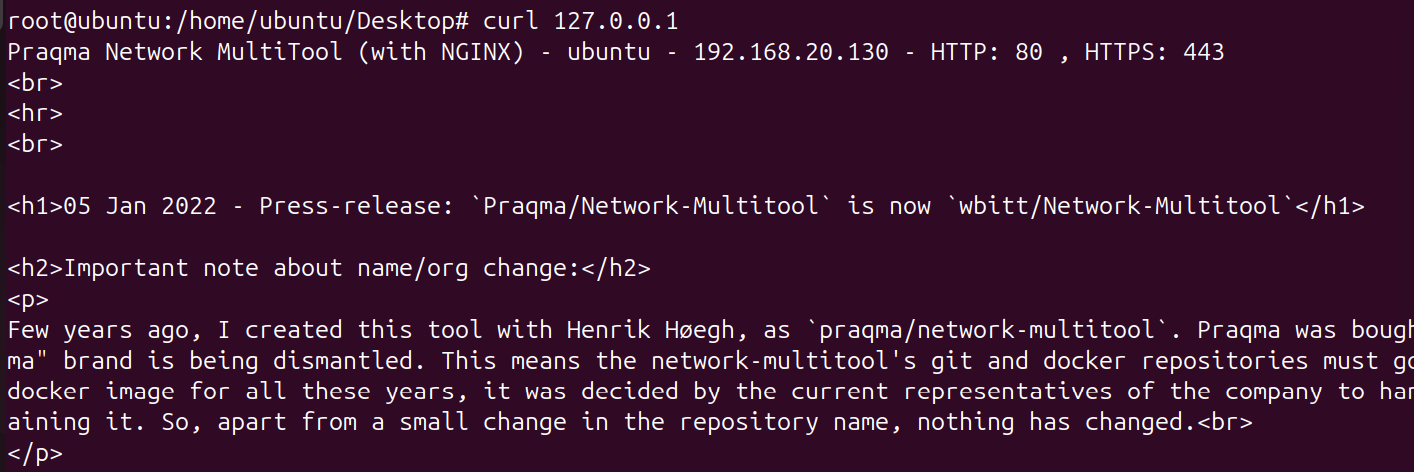 root@ubuntu:/home/ubuntu/Desktop# curl 127.0.0.1
Praqma Network MultiTool (with NGINX) - ubuntu - 192.168.20.130 - HTTP: 80 , HTTPS: 443
<br>
<hr>
<br>
<h1>05 Jan 2022 - Press-release: `Praqma/Network-Multitool` is now `wbitt/Network-Multitool`</h1>
<h2>Important note about name/org change:</h2>
<p>
Few years ago, I created this tool with Henrik Høegh, as `praqma/network-multitool`. Praqma was bough
ma" brand is being dismantled. This means the network-multitool's git and docker repositories must go
docker image for all these years, it was decided by the current representatives of the company to han
aining it. So, apart from a small change in the repository name, nothing has changed.<br>
</p>